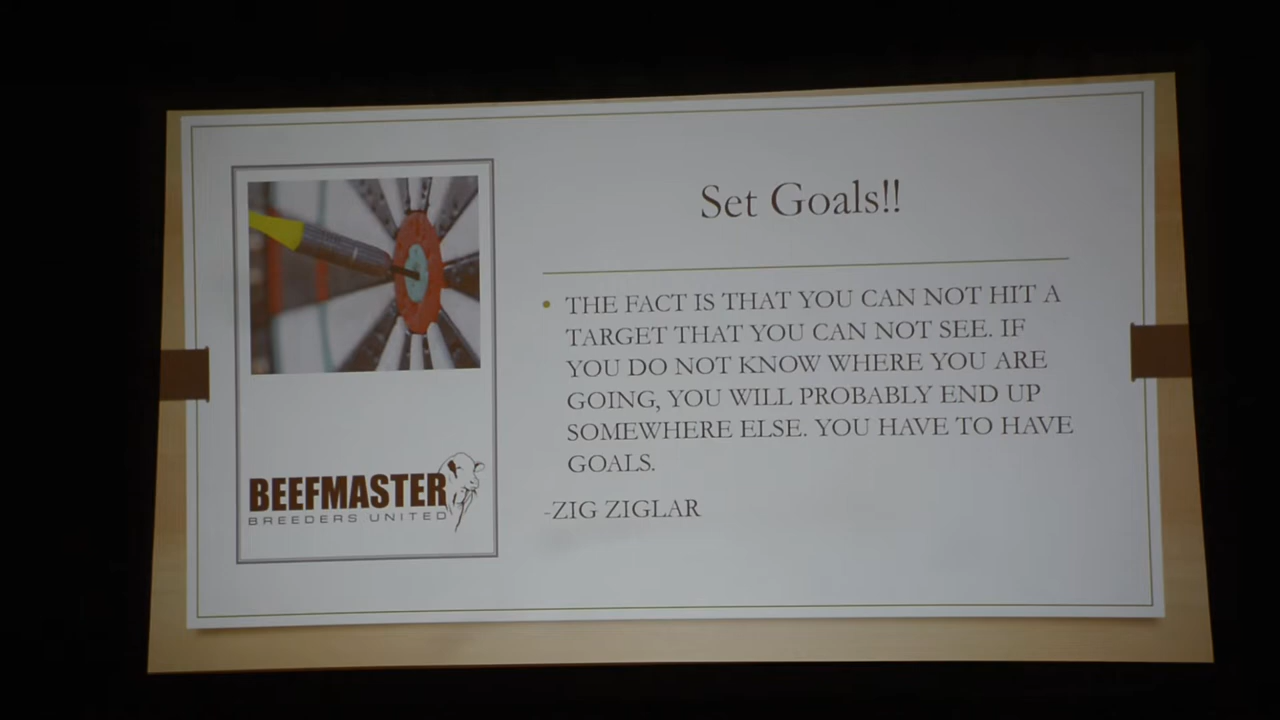 Set Goals!!
• THE FACT IS THAT YOU CAN NOT HIT A
TARGET THAT YOU CAN NOT SEE. IF
YOU DO NOT KNOW WHERE YOU ARE
GOING, YOU WILL PROBABLY END UP
SOMEWHERE ELSE. YOU HAVE TO HAVE
GOALS.
-ZIG ZIGLAR
BEEFMASTER
BREEDERS UNITED